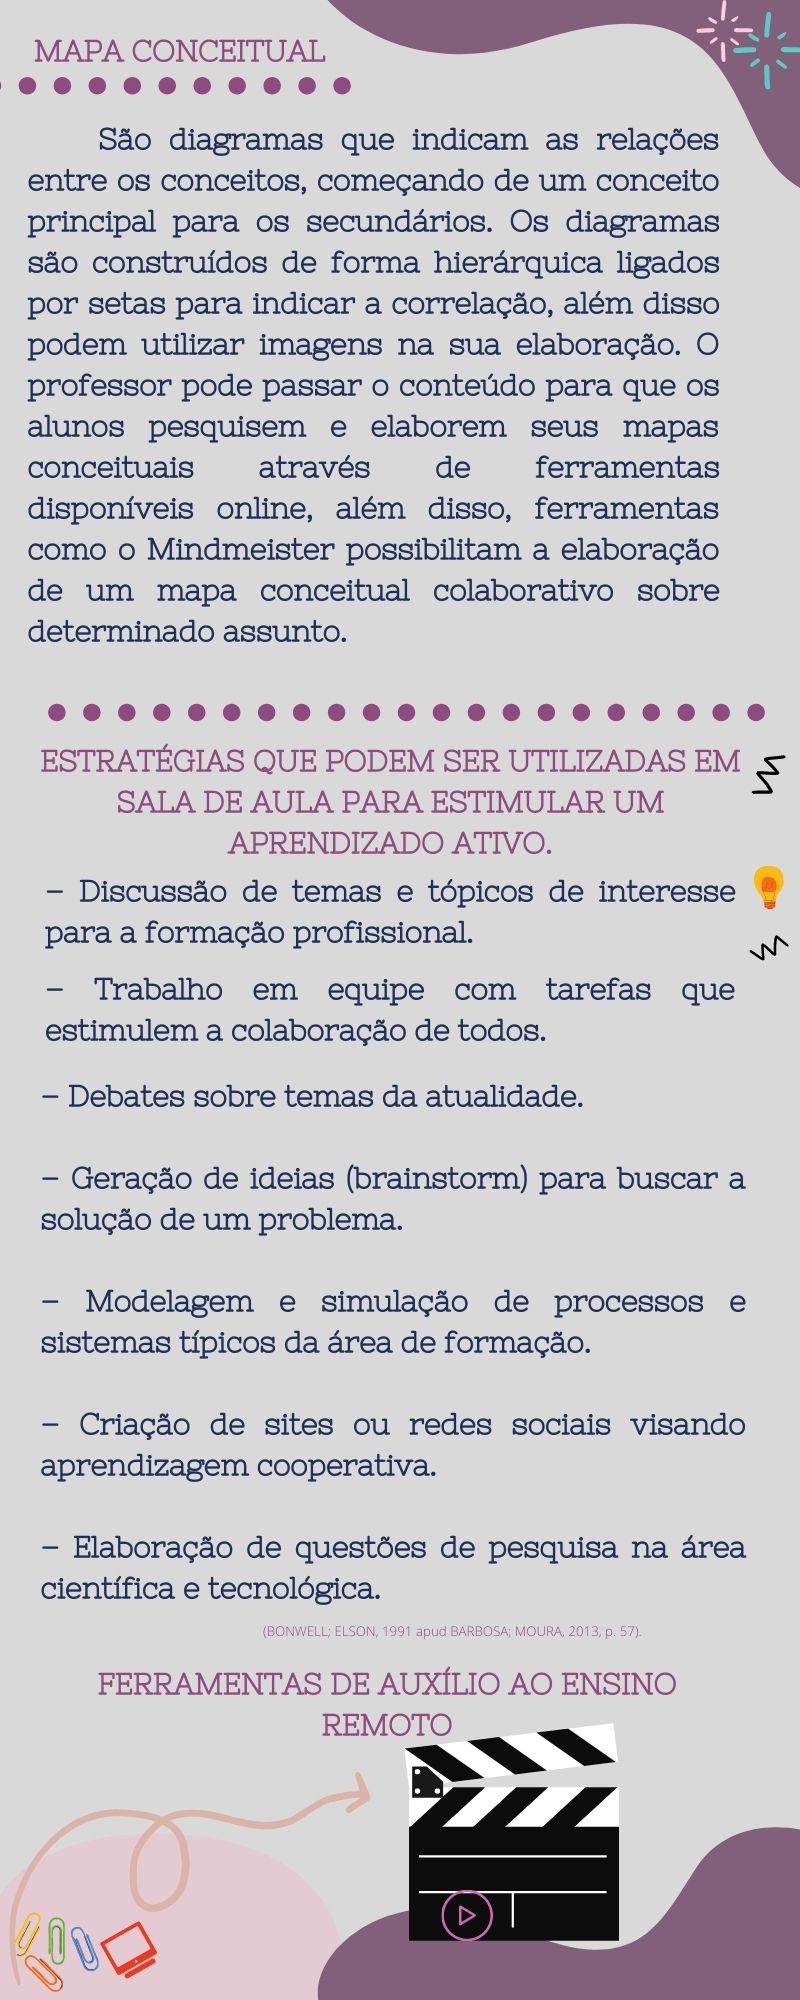 MAPA CONCEITUAL
São diagramas que indicam as relações
entre os conceitos, começando de um conceito
principal para os secundários. Os diagramas
são construídos de forma hierárquica ligados
por setas para indicar a correlação, além disso
podem utilizar imagens na sua elaboração. O
professor pode passar o conteúdo para que os
alunos pesquisem e elaborem seus mapas
conceituais através de ferramentas
disponíveis online, além disso, ferramentas
como o Mindmeister possibilitam a elaboração
de um mapa conceitual colaborativo sobre
determinado assunto.
ESTRATÉGIAS QUE PODEM SER UTILIZADAS EM
SALA DE AULA PARA ESTIMULAR UM
APRENDIZADO ATIVO.
– Discussão de temas e tópicos de interesse
para a formação profissional.
– Trabalho em equipe com tarefas que
estimulem a colaboração de todos.
– Debates sobre temas da atualidade.
– Geração de ideias (brainstorm) para buscar a
solução de um problema.
– Modelagem e simulação de processos e
sistemas típicos da área de formação.
– Criação de sites ou redes sociais visando
aprendizagem cooperativa.
– Elaboração de questões de pesquisa na área
científica e tecnológica.
(BONWELL; ELSON, 1991 apud BARBOSA; MOURA, 2013, p. 57).
FERRAMENTAS DE AUXÍLIO AO ENSINO
REMOTO